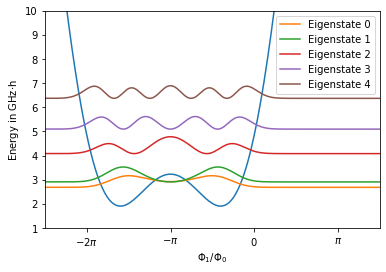 Energy in GHz·h
10
9
8
7
6
5
4
3
2
1
Eigenstate 0
Eigenstate 1
Eigenstate 2
Eigenstate 3
Eigenstate 4
−2π
−π
0
π
Φ₁/Φ₀